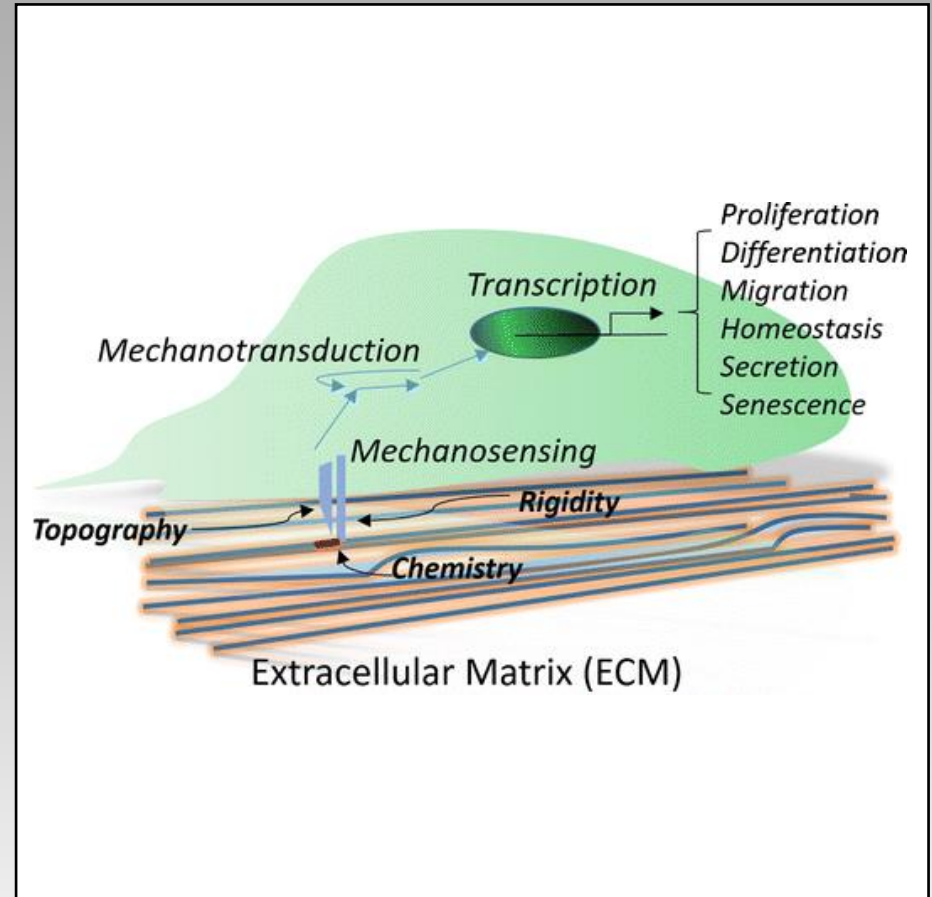 Proliferation
Differentiation
Transcription
Migration
Homeostasis
Mechanotransduction
Secretion
Senescence
Mechanosensing
Rigidity
Topography
Chemistry
Extracellular Matrix (ECM)